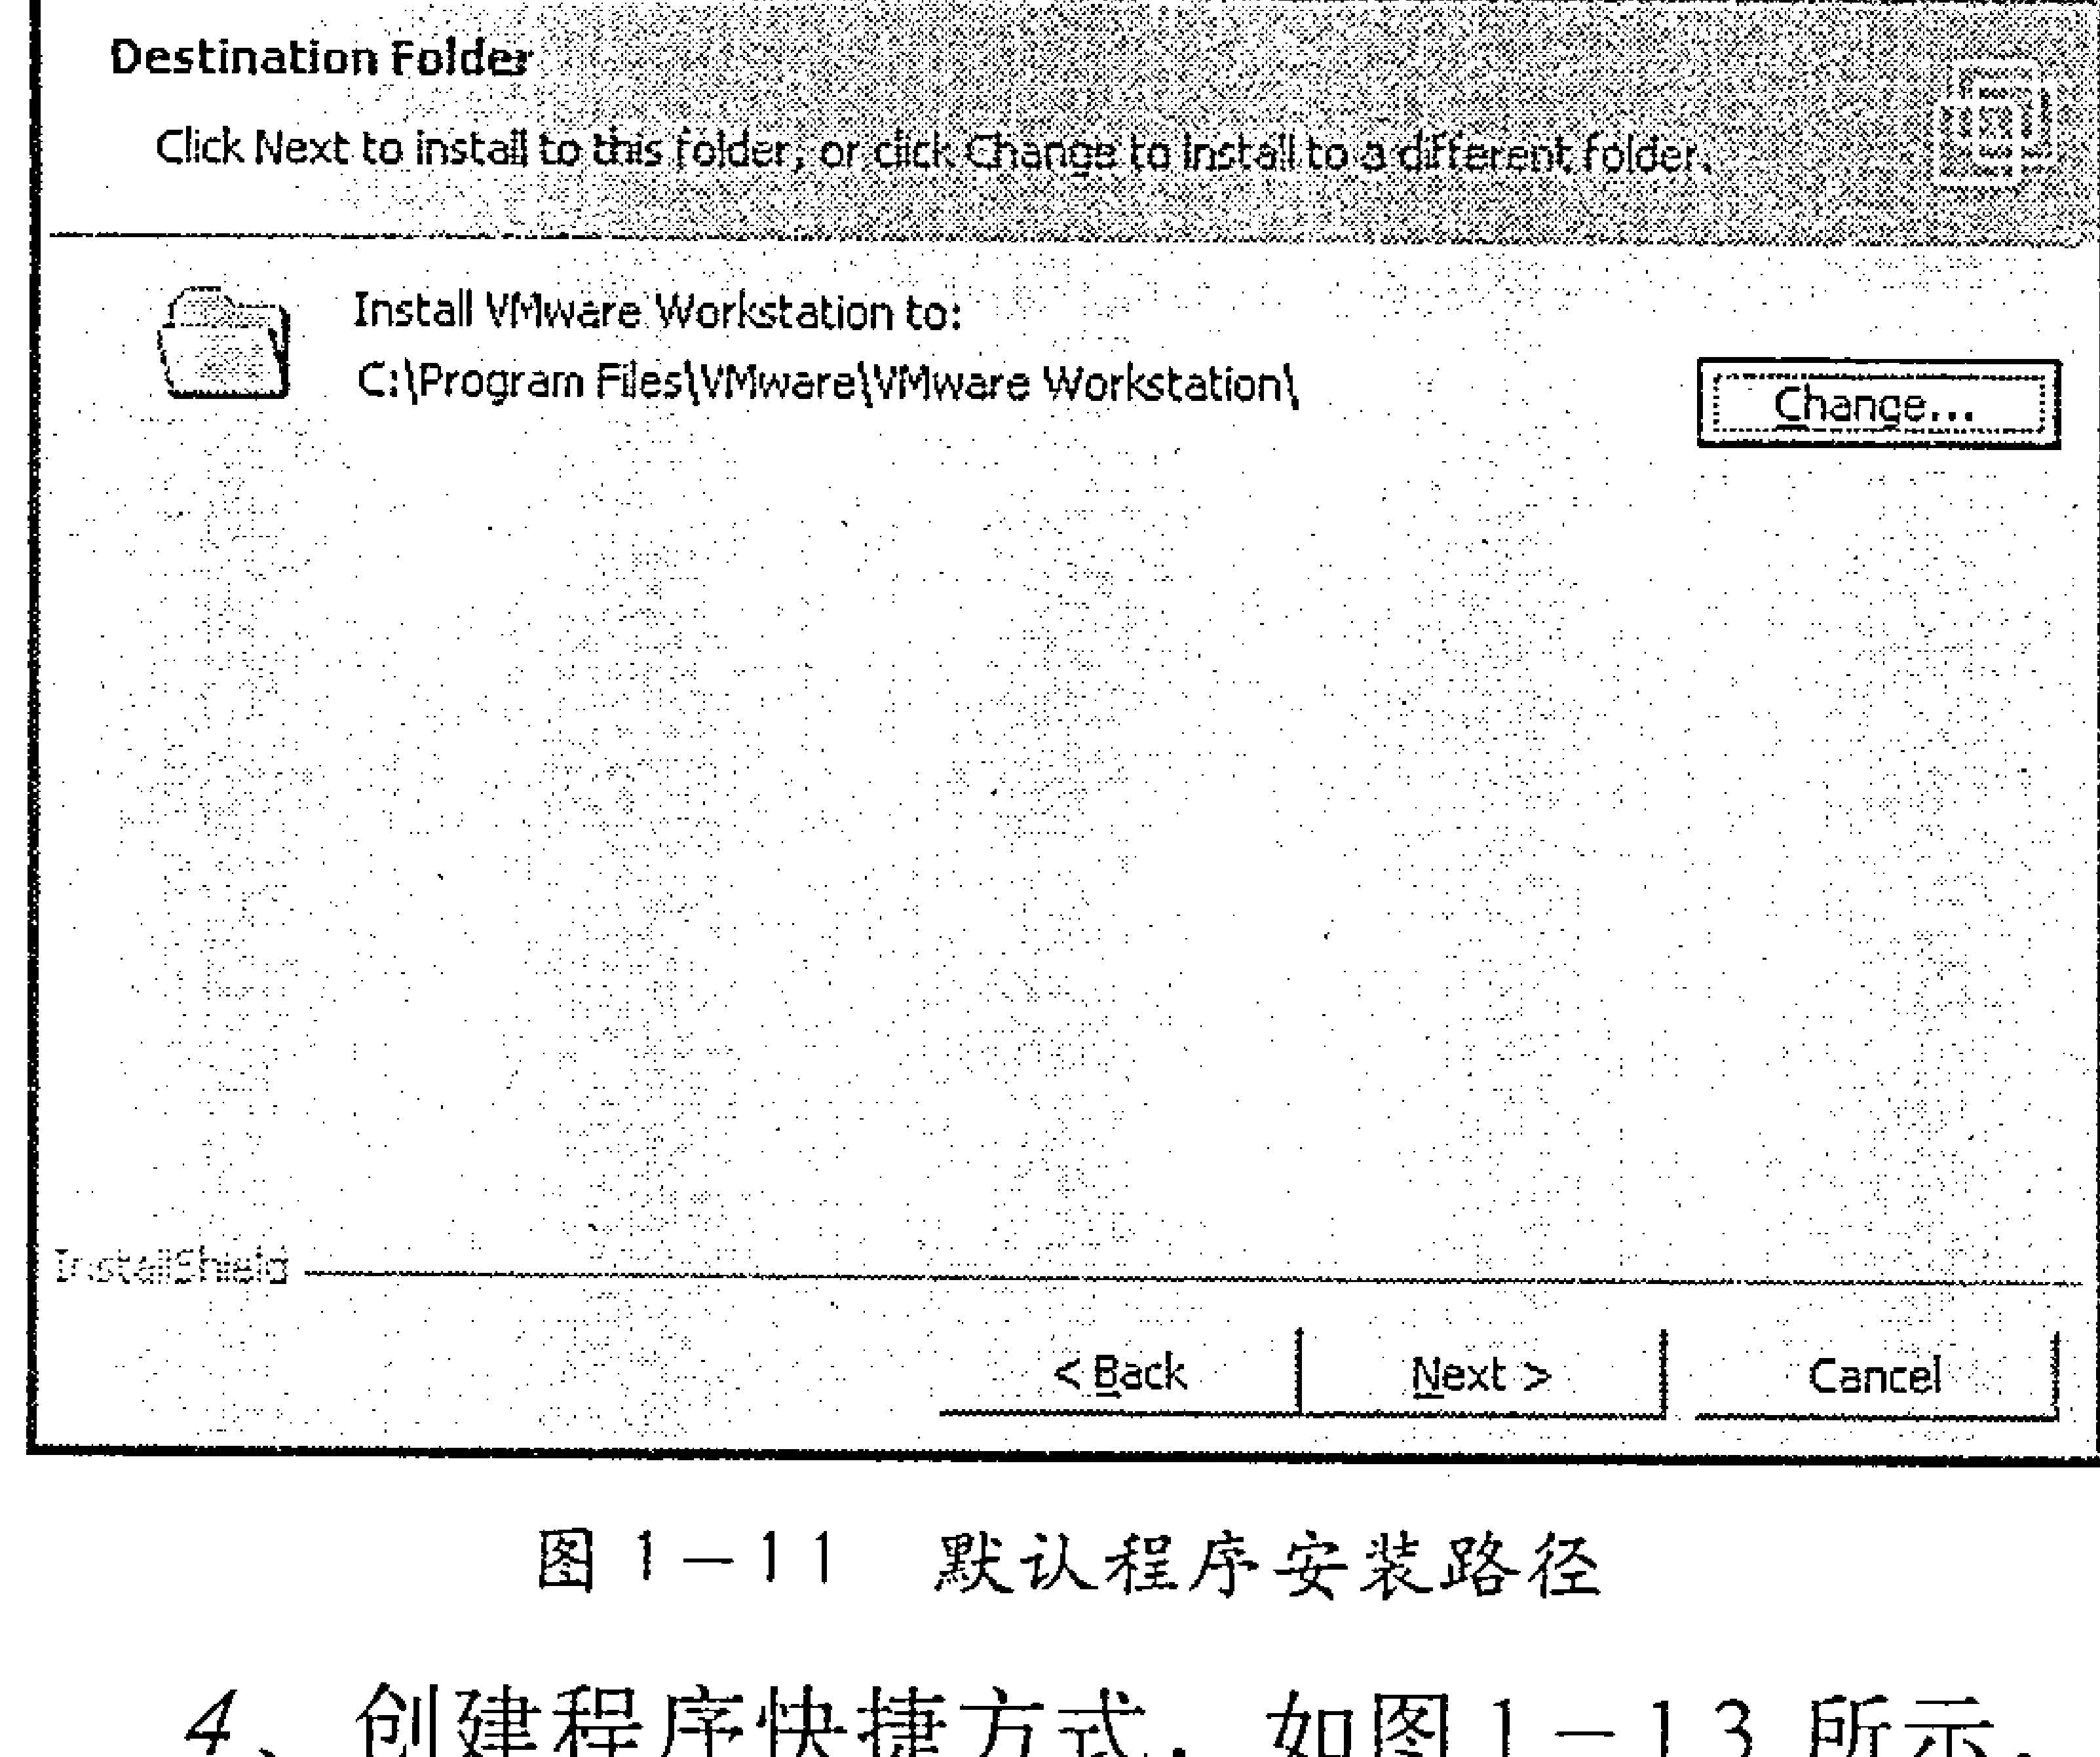 Destination Folder
Click Next to install to this folder, or click Change to install to a different folder.
Install VMware Workstation to:
C:\Program Files\VMware\VMware Workstation\
Change...
InstallShield
< Back
Next >
Cancel
图 1－11 默认程序安装路径
4、创建程序快捷方式，如图 1－13 所示，